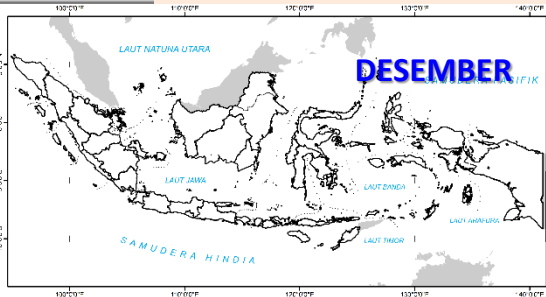 100°0'0"E 110°0'0"E 120°0'0"E 130°0'0"E 140°0'0"E
LAUT NATUNA UTARA
DESEMBER
SAMUDERA PASIFIK
LAUT JAWA
LAUT BANDA
LAUT ARAFURA
SAMUDERA HINDIA
LAUT TIMOR
100°0'0"E 110°0'0"E 120°0'0"E 130°0'0"E 140°0'0"E